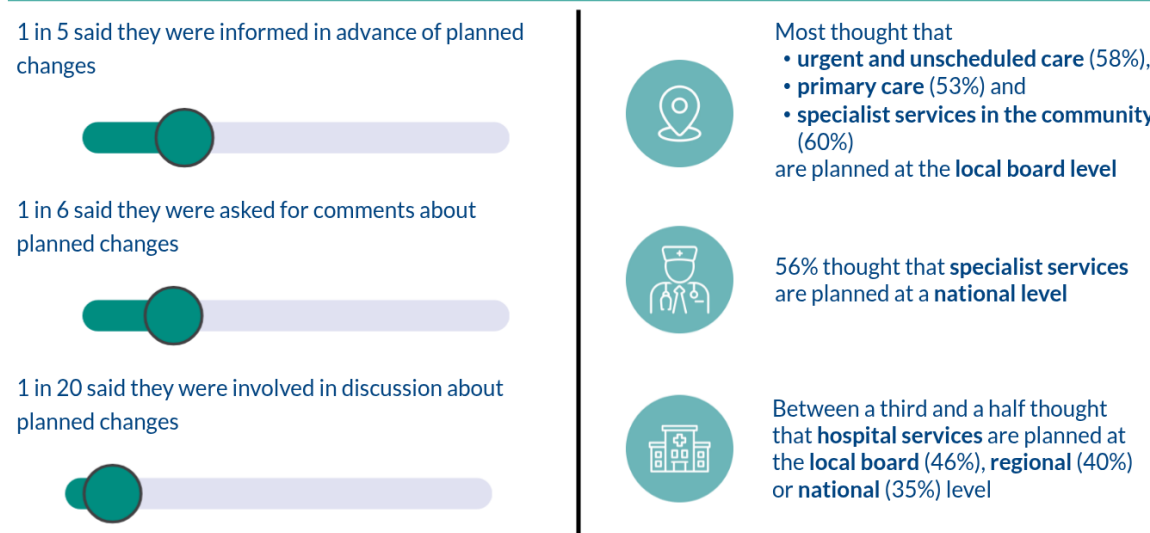 1 in 5 said they were informed in advance of planned
changes
1 in 6 said they were asked for comments about
planned changes
1 in 20 said they were involved in discussion about
planned changes
Most thought that
• urgent and unscheduled care (58%),
• primary care (53%) and
• specialist services in the community
(60%)
are planned at the local board level
56% thought that specialist services
are planned at a national level
Between a third and a half thought
that hospital services are planned at
the local board (46%), regional (40%)
or national (35%) level